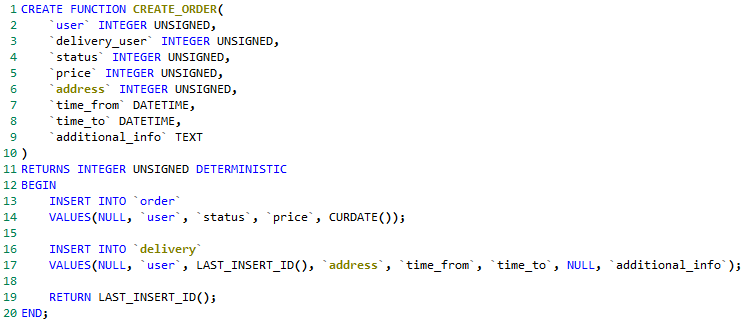 1 CREATE FUNCTION CREATE_ORDER(
2     `user` INTEGER UNSIGNED,
3     `delivery_user` INTEGER UNSIGNED,
4     `status` INTEGER UNSIGNED,
5     `price` INTEGER UNSIGNED,
6     `address` INTEGER UNSIGNED,
7     `time_from` DATETIME,
8     `time_to` DATETIME,
9     `additional_info` TEXT
10 )
11 RETURNS INTEGER UNSIGNED DETERMINISTIC
12 BEGIN
13     INSERT INTO `order`
14     VALUES(NULL, `user`, `status`, `price`, CURDATE());
15
16     INSERT INTO `delivery`
17     VALUES(NULL, `user`, LAST_INSERT_ID(), `address`, `time_from`, `time_to`, NULL, `additional_info`);
18
19     RETURN LAST_INSERT_ID();
20 END;